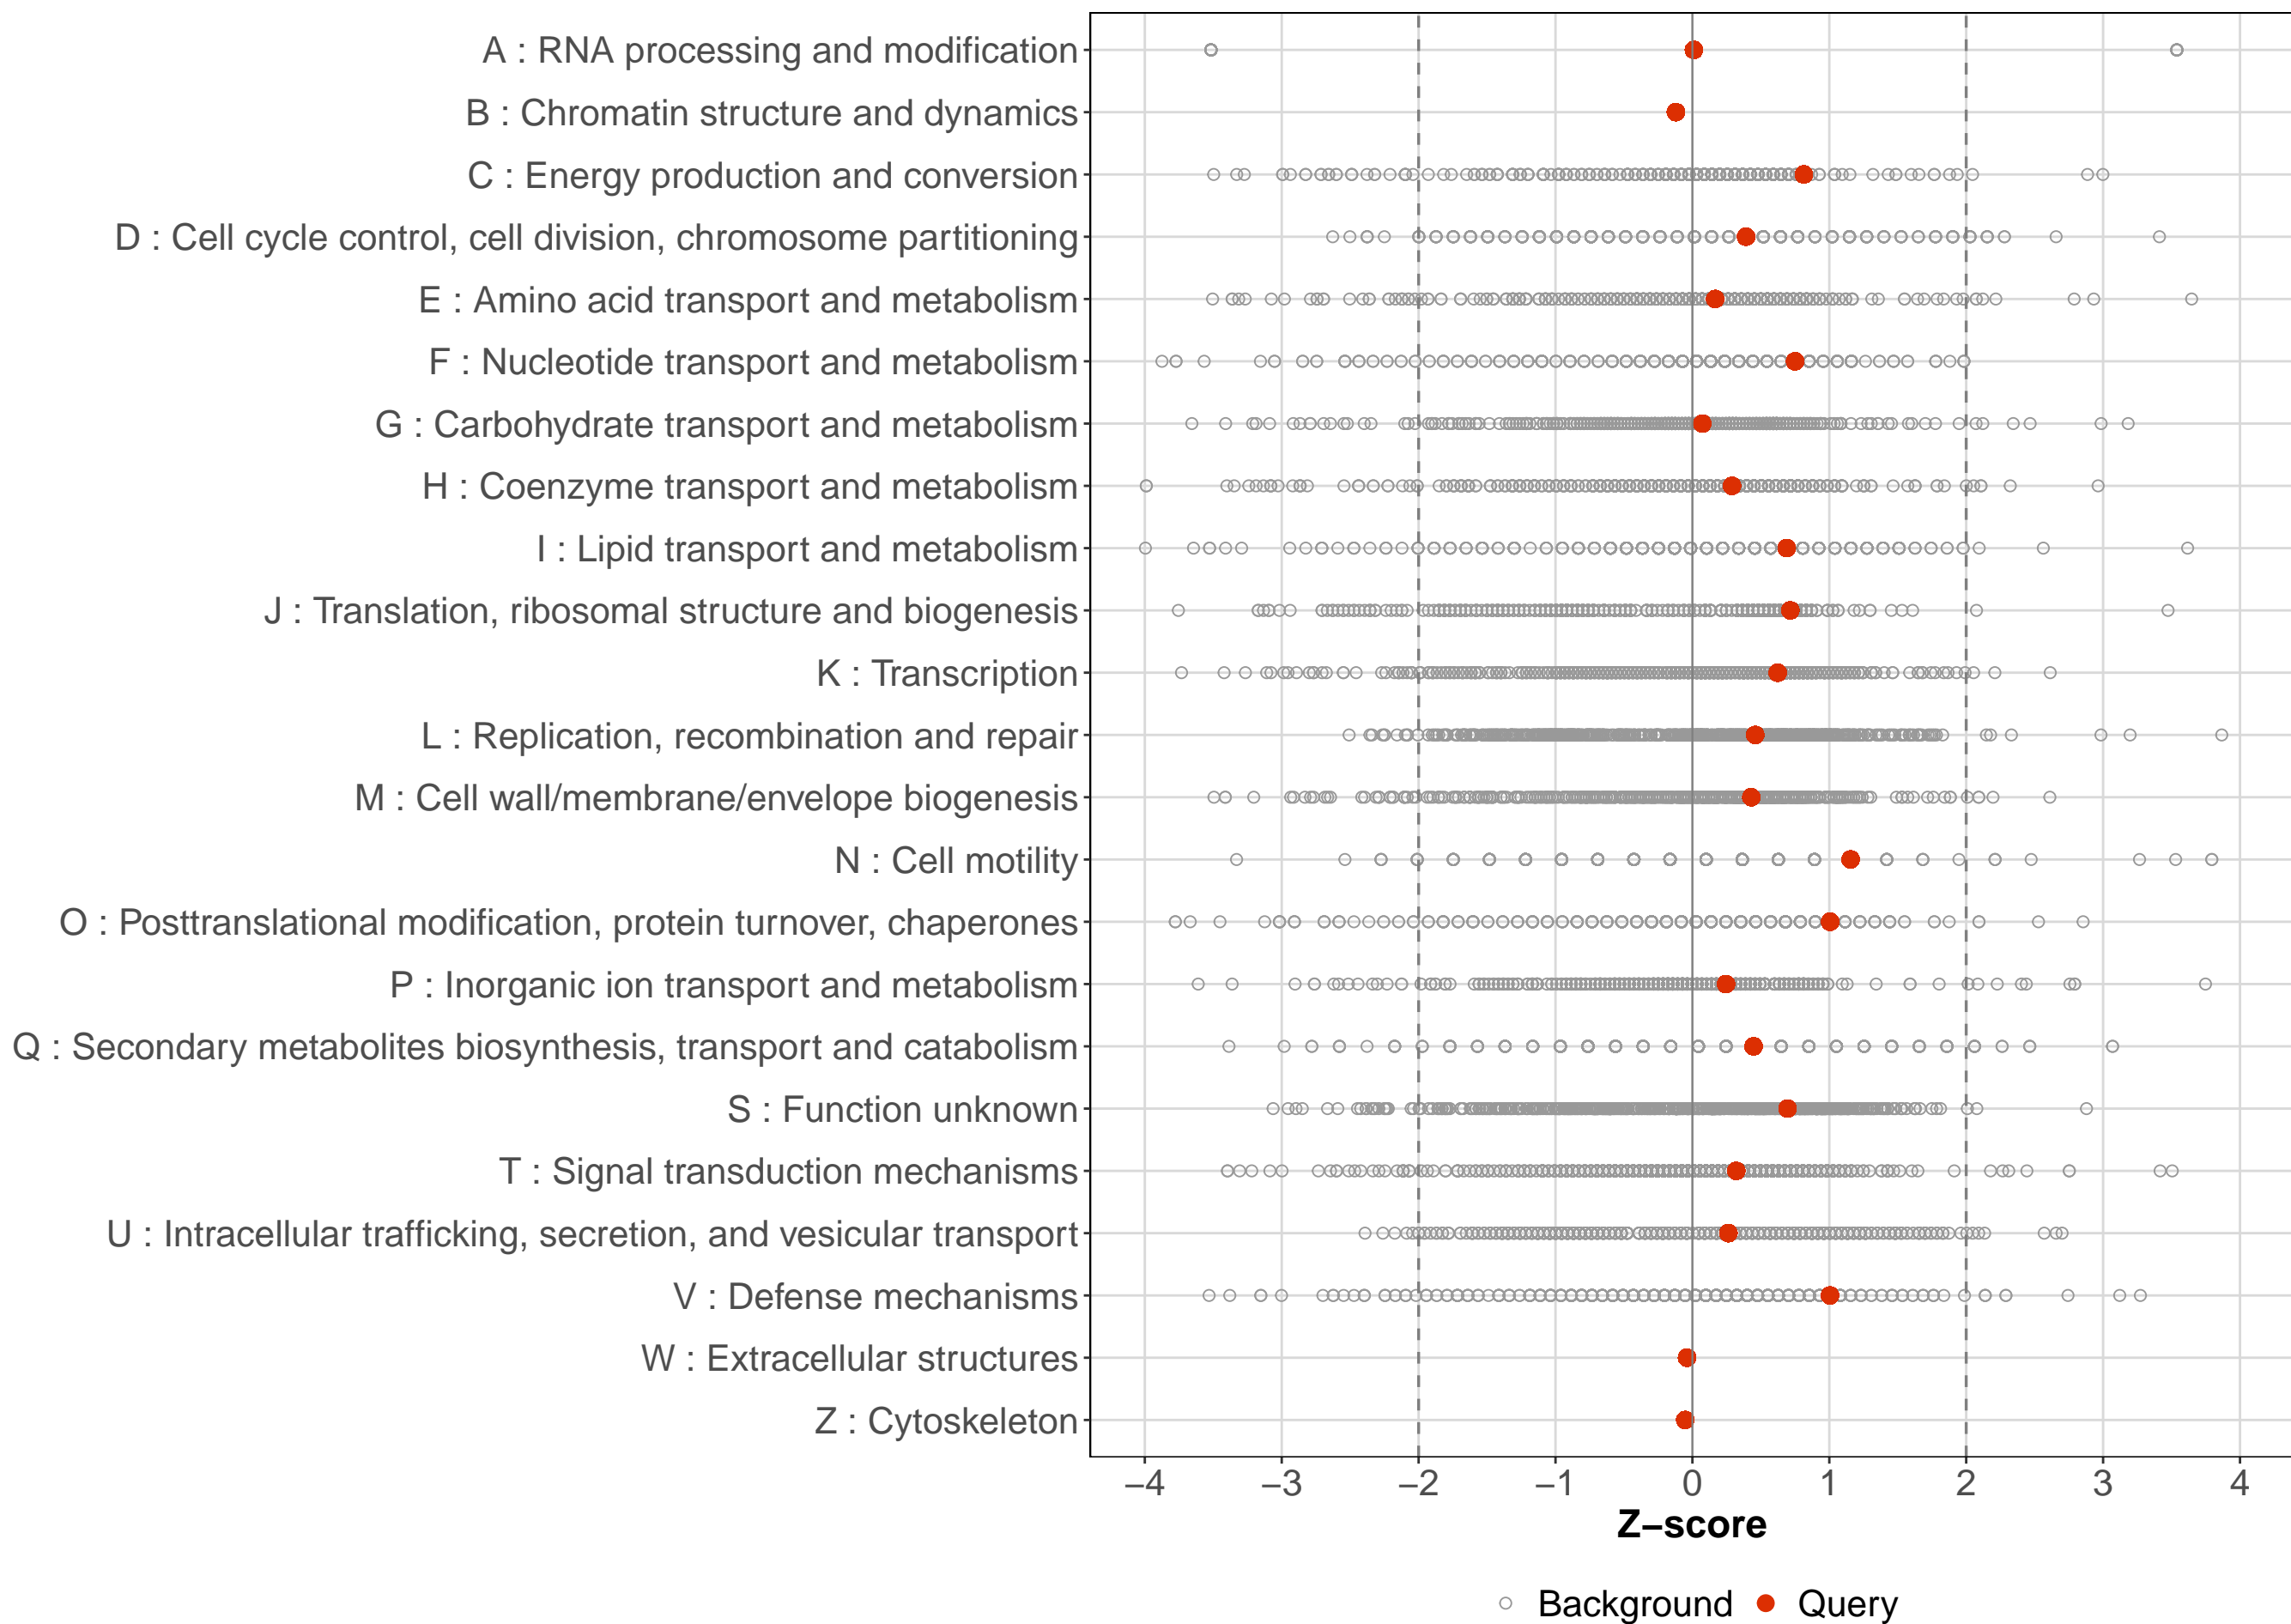 A : RNA processing and modification
B : Chromatin structure and dynamics
C : Energy production and conversion
D : Cell cycle control, cell division, chromosome partitioning
E : Amino acid transport and metabolism
F : Nucleotide transport and metabolism
G : Carbohydrate transport and metabolism
H : Coenzyme transport and metabolism
I : Lipid transport and metabolism
J : Translation, ribosomal structure and biogenesis
K : Transcription
L : Replication, recombination and repair
M : Cell wall/membrane/envelope biogenesis
N : Cell motility
O : Posttranslational modification, protein turnover, chaperones
P : Inorganic ion transport and metabolism
Q : Secondary metabolites biosynthesis, transport and catabolism
S : Function unknown
T : Signal transduction mechanisms
U : Intracellular trafficking, secretion, and vesicular transport
V : Defense mechanisms
W : Extracellular structures
Z : Cytoskeleton
−4 −3 −2 −1 0 1 2 3 4
Z−score
Background Query